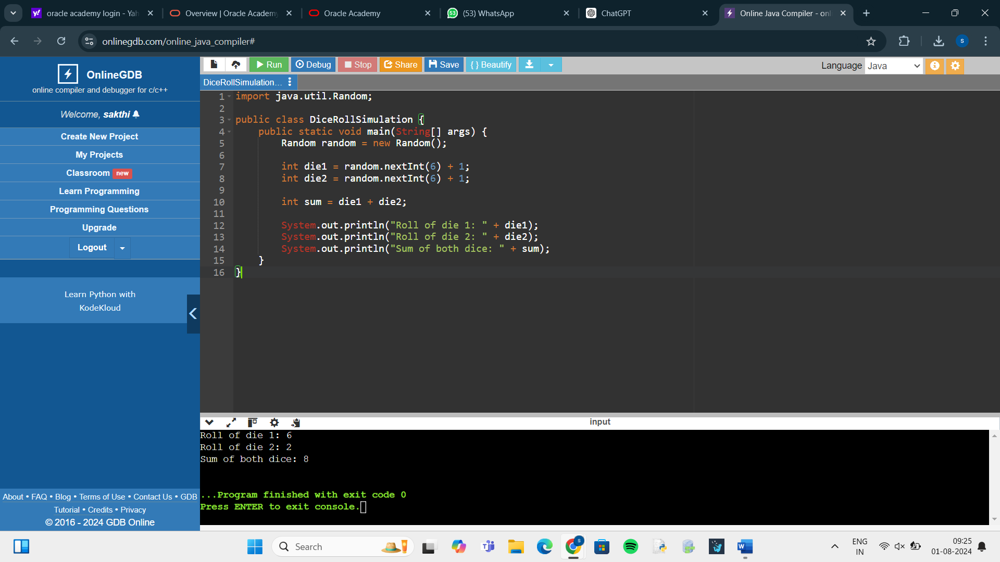 oracle academy login - Yah
Overview | Oracle Academy
Oracle Academy
53
(53) WhatsApp
ChatGPT
Online Java Compiler - onl
onlinegdb.com/online_java_compiler#
S
OnlineGDB
online compiler and debugger for c/c++
Welcome, sakthi
Create New Project
My Projects
Classroom new
Learn Programming
Programming Questions
Upgrade
Logout
Learn Python with
KodeKloud
About • FAQ • Blog • Terms of Use • Contact Us • GDB
Tutorial • Credits • Privacy
© 2016 - 2024 GDB Online
Run Debug Stop Share Save { } Beautify
Language Java
DiceRollSimulation...
1 import java.util.Random;
2
3 public class DiceRollSimulation {
4 public static void main(String[] args) {
5 Random random = new Random();
6
7 int die1 = random.nextInt(6) + 1;
8 int die2 = random.nextInt(6) + 1;
9
10 int sum = die1 + die2;
11
12 System.out.println("Roll of die 1: " + die1);
13 System.out.println("Roll of die 2: " + die2);
14 System.out.println("Sum of both dice: " + sum);
15 }
16 }
input
Roll of die 1: 6
Roll of die 2: 2
Sum of both dice: 8
...Program finished with exit code 0
Press ENTER to exit console.
Search
ENG
IN
09:25
01-08-2024